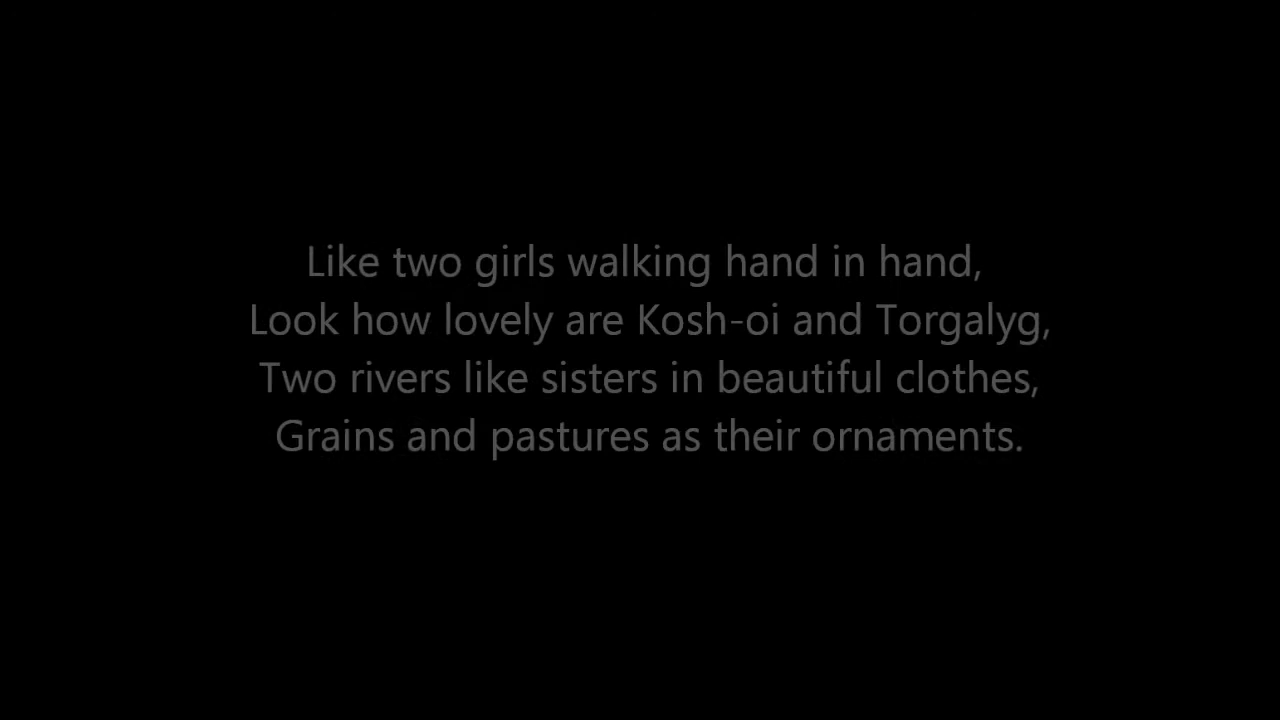 Like two girls walking hand in hand,
Look how lovely are Kosh-oi and Torgalyg,
Two rivers like sisters in beautiful clothes,
Grains and pastures as their ornaments.